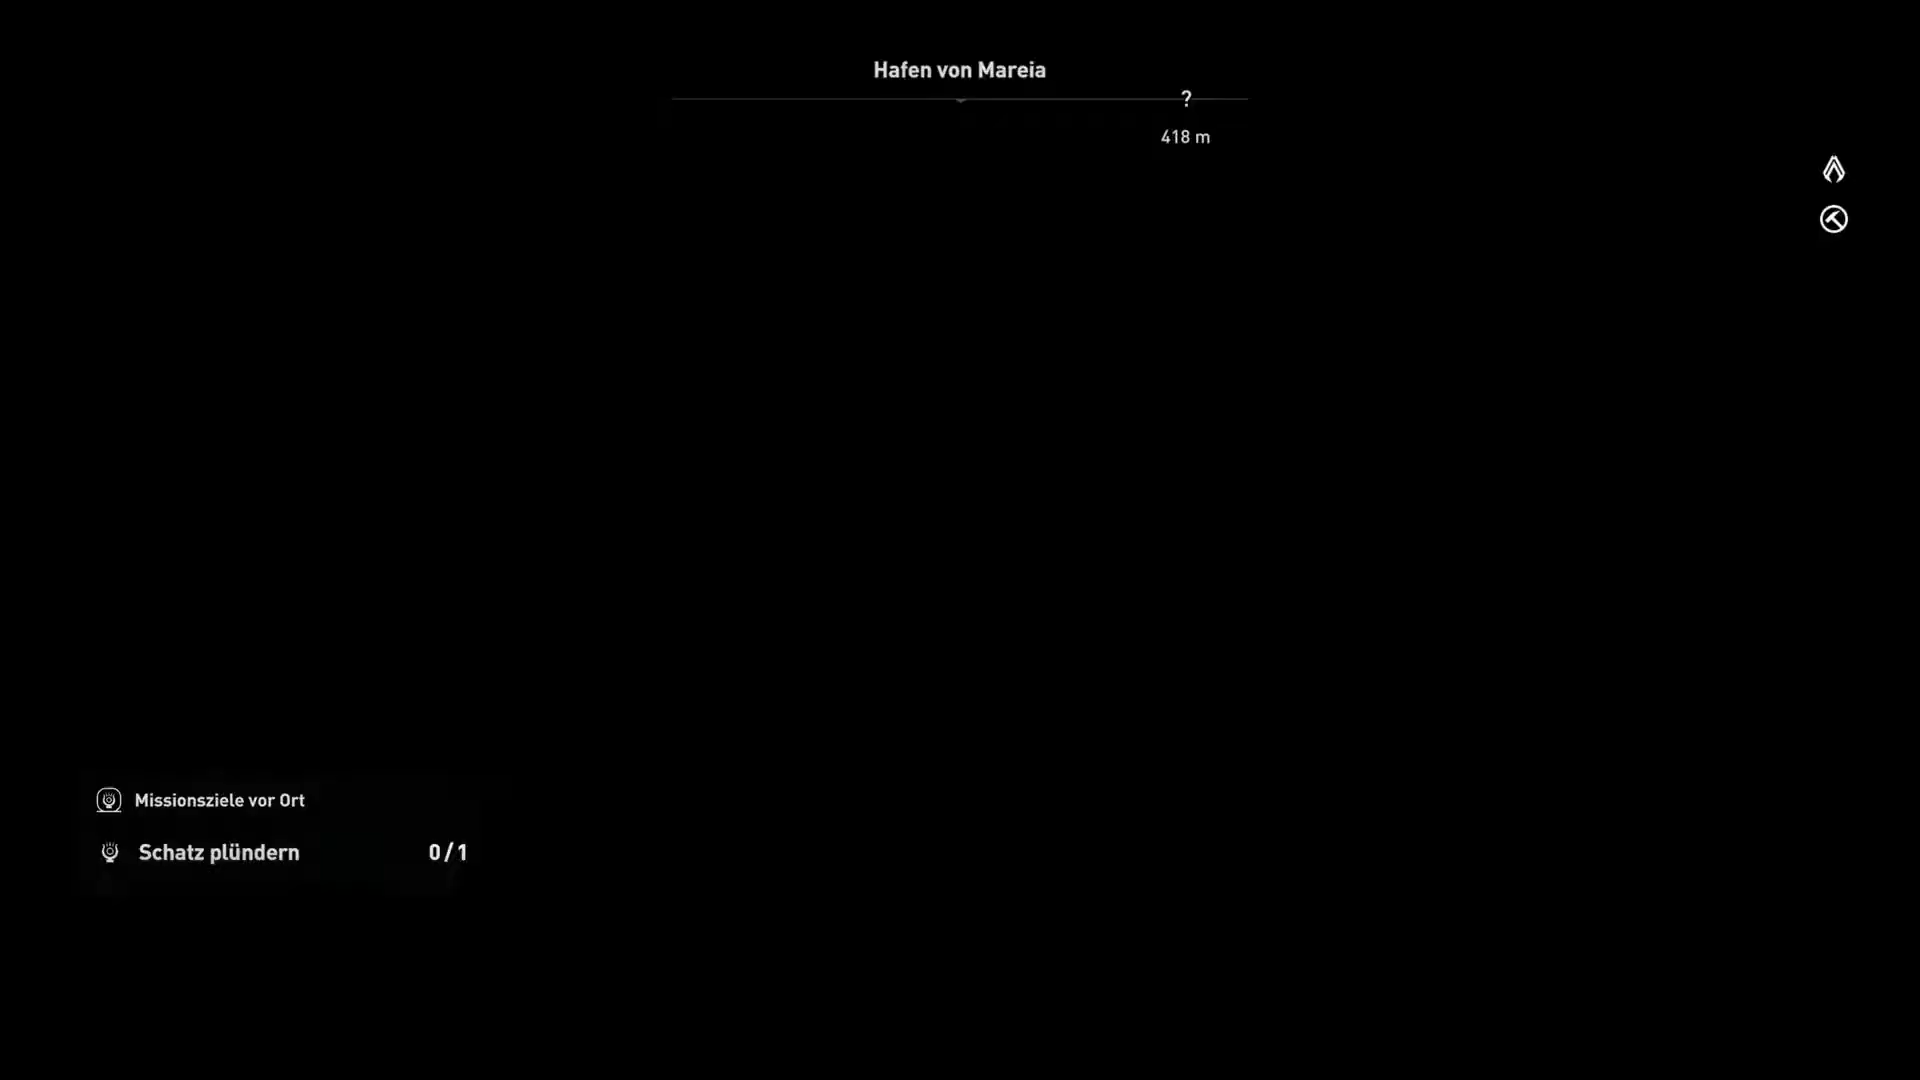 Hafen von Mareia
?
418 m
Missionsziele vor Ort
Schatz plündern 0/1